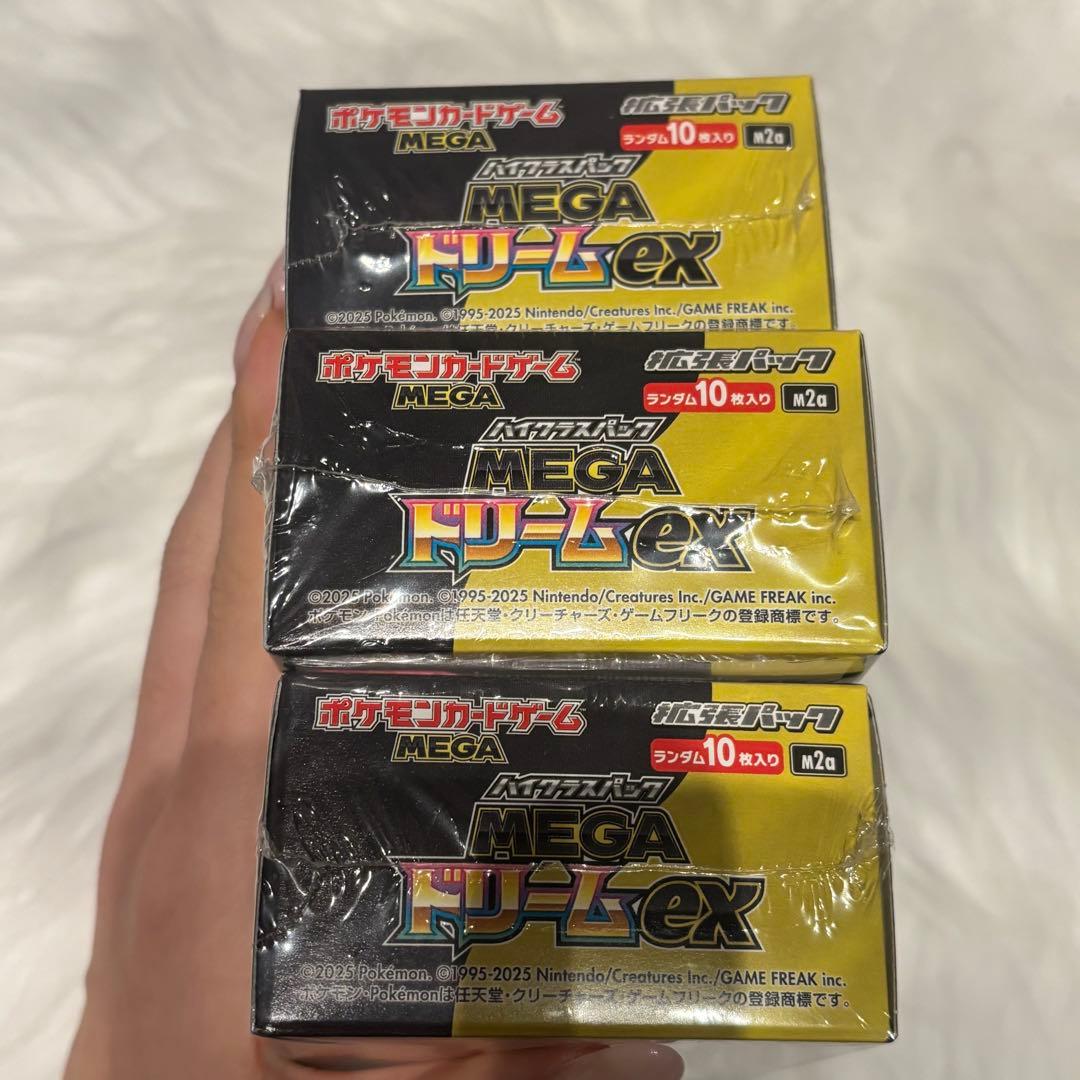 ポケモンカードゲーム
MEGA
拡張パック
ランダム10枚入り M2a
ハイクラスパック
MEGA
ドリームex
©2025 Pokémon. ©1995-2025 Nintendo/Creatures Inc./GAME FREAK inc.
は任天堂・クリーチャーズ・ゲームフリークの登録商標です。
ポケモンカードゲーム
MEGA
拡張パック
ランダム10枚入り M2a
ハイクラスパック
MEGA
ドリームex
©2025 Pokémon. ©1995-2025 Nintendo/Creatures Inc./GAME FREAK inc.
ポケモン・Pokémonは任天堂・クリーチャーズ・ゲームフリークの登録商標です。
ポケモンカードゲーム
MEGA
拡張パック
ランダム10枚入り M2a
ハイクラスパック
MEGA
ドリームex
©2025 Pokémon. ©1995-2025 Nintendo/Creatures Inc./GAME FREAK inc.
ポケモン・Pokémonは任天堂・クリーチャーズ・ゲームフリークの登録商標です。